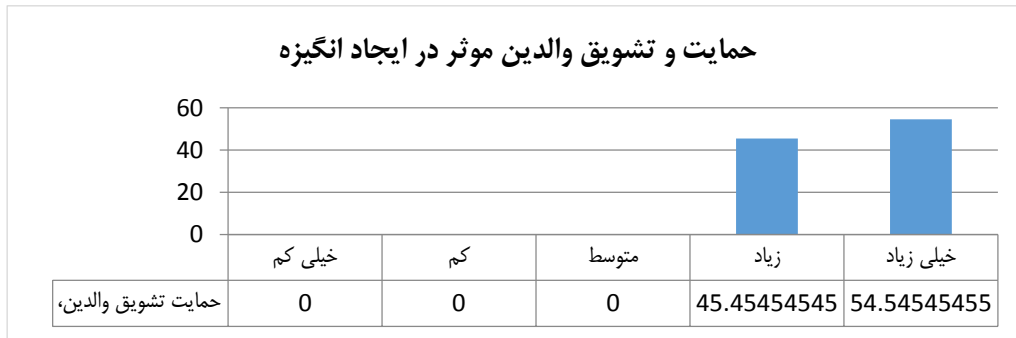 حمایت و تشویق والدین موثر در ایجاد انگیزه
60
40
20
0
خیلی کم کم متوسط زیاد خیلی زیاد
حمایت تشویق والدین، 0 0 0 45.45454545 54.54545455